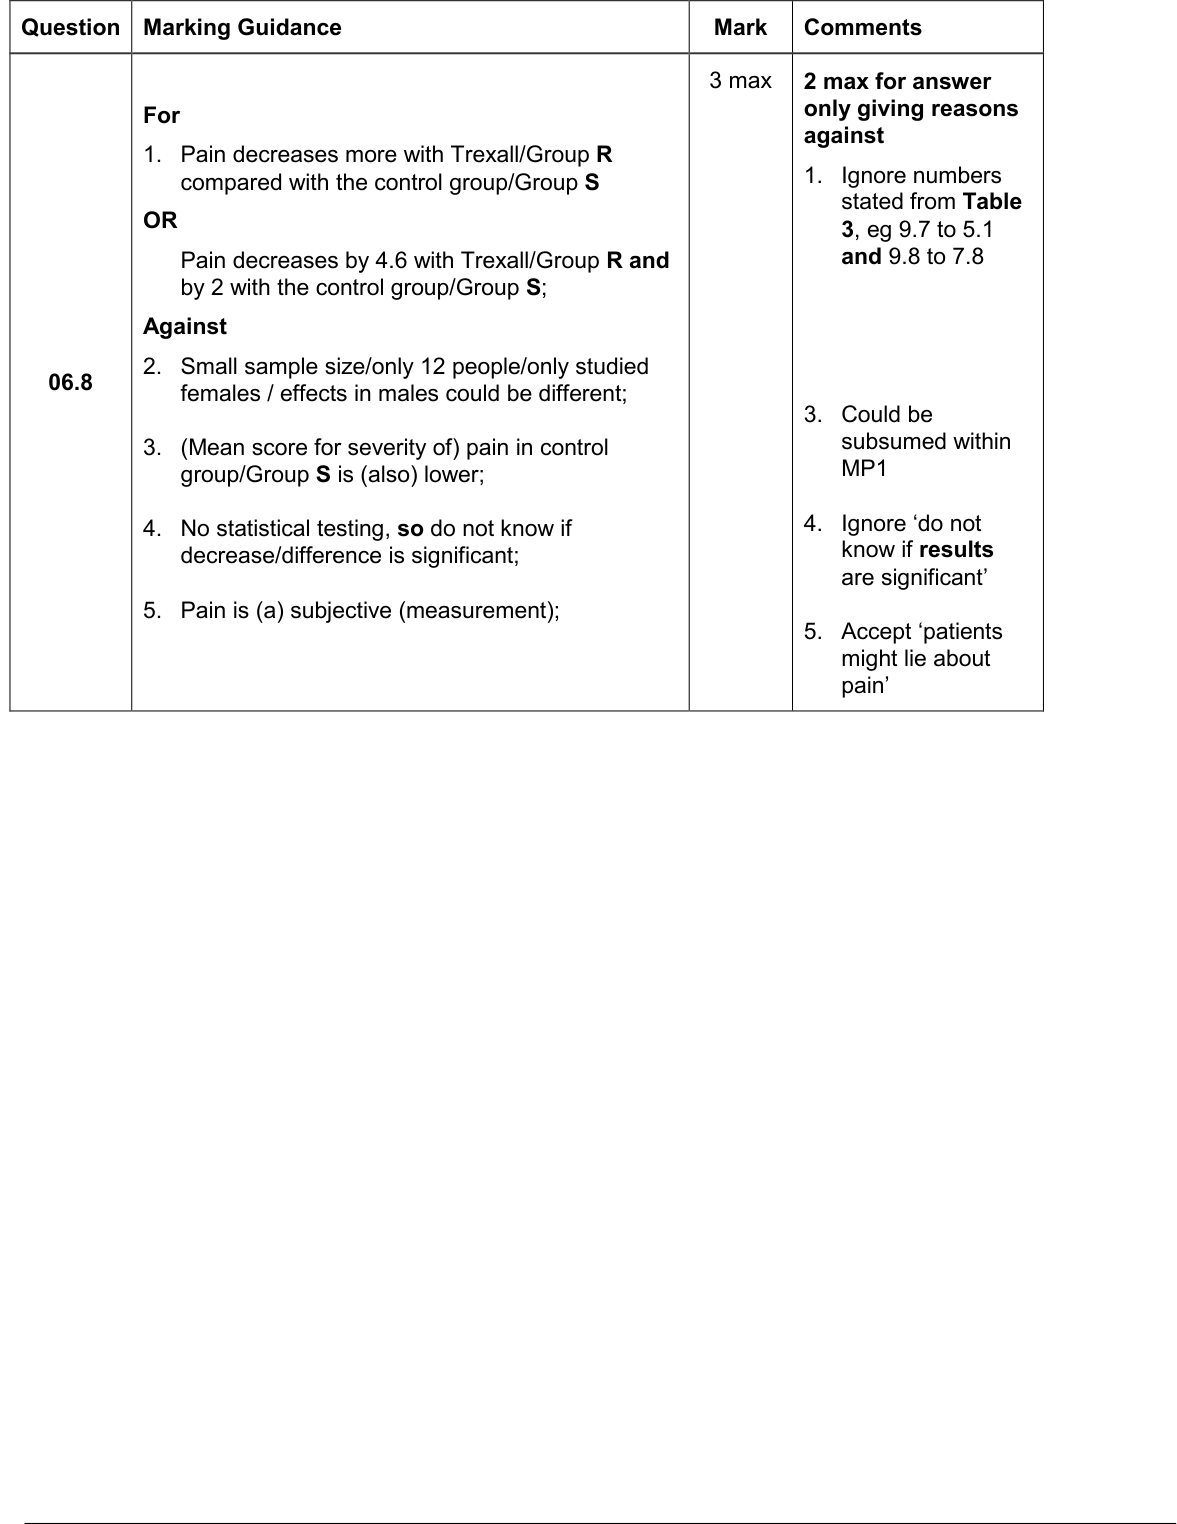 Question Marking Guidance Mark Comments
06.8
For
1. Pain decreases more with Trexall/Group R
compared with the control group/Group S
OR
Pain decreases by 4.6 with Trexall/Group R and
by 2 with the control group/Group S;
Against
2. Small sample size/only 12 people/only studied
females / effects in males could be different;
3. (Mean score for severity of) pain in control
group/Group S is (also) lower;
4. No statistical testing, so do not know if
decrease/difference is significant;
5. Pain is (a) subjective (measurement);
3 max
2 max for answer
only giving reasons
against
1. Ignore numbers
stated from Table
3, eg 9.7 to 5.1
and 9.8 to 7.8
3. Could be
subsumed within
MP1
4. Ignore ‘do not
know if results
are significant’
5. Accept ‘patients
might lie about
pain’